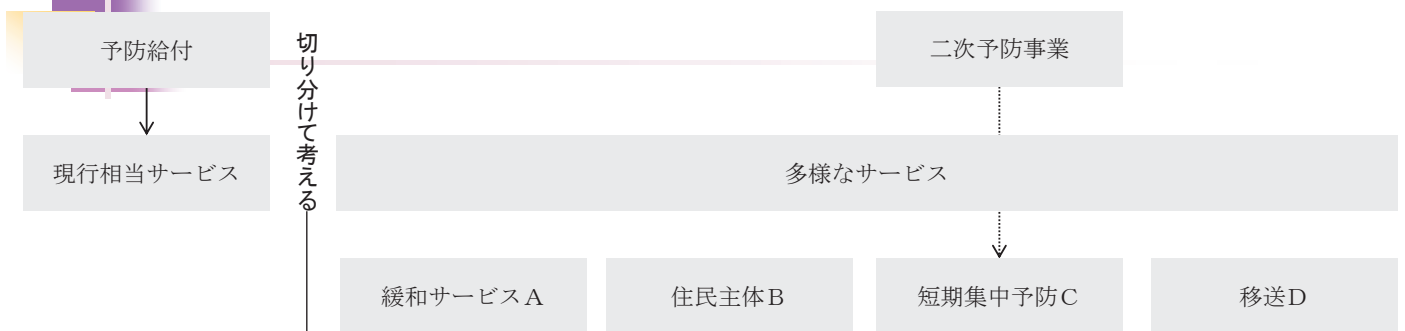 予防給付
切り分けて考える
二次予防事業
現行相当サービス
多様なサービス
緩和サービスA
住民主体B
短期集中予防C
移送D